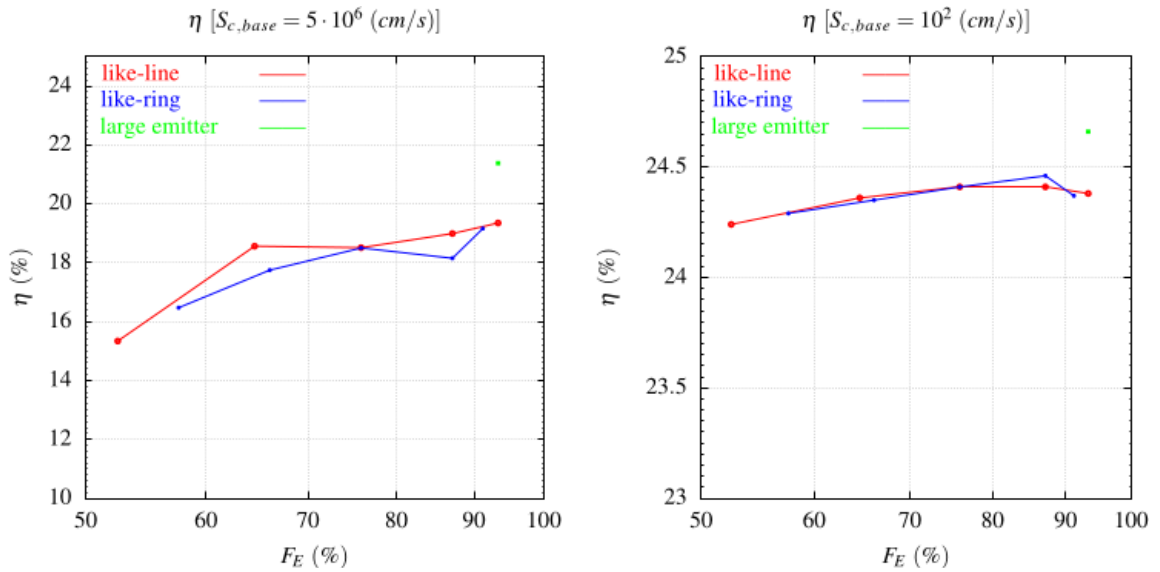 η [S_{c,base} = 5 · 10^6 (cm/s)]
like-line
like-ring
large emitter
24
22
20
18
16
14
12
10
50 60 70 80 90 100
η (%)
F_E (%)
η [S_{c,base} = 10^2 (cm/s)]
like-line
like-ring
large emitter
25
24.5
24
23.5
23
50 60 70 80 90 100
η (%)
F_E (%)